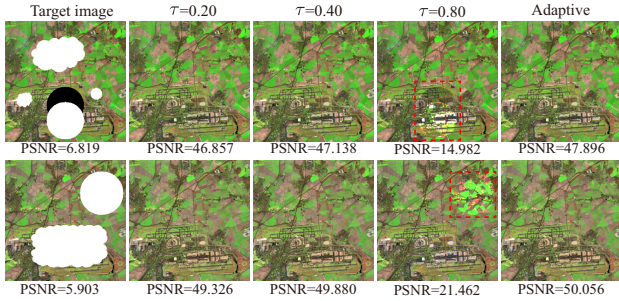 Target image τ=0.20 τ=0.40 τ=0.80 Adaptive
PSNR=6.819 PSNR=46.857 PSNR=47.138 PSNR=14.982 PSNR=47.896
PSNR=5.903 PSNR=49.326 PSNR=49.880 PSNR=21.462 PSNR=50.056